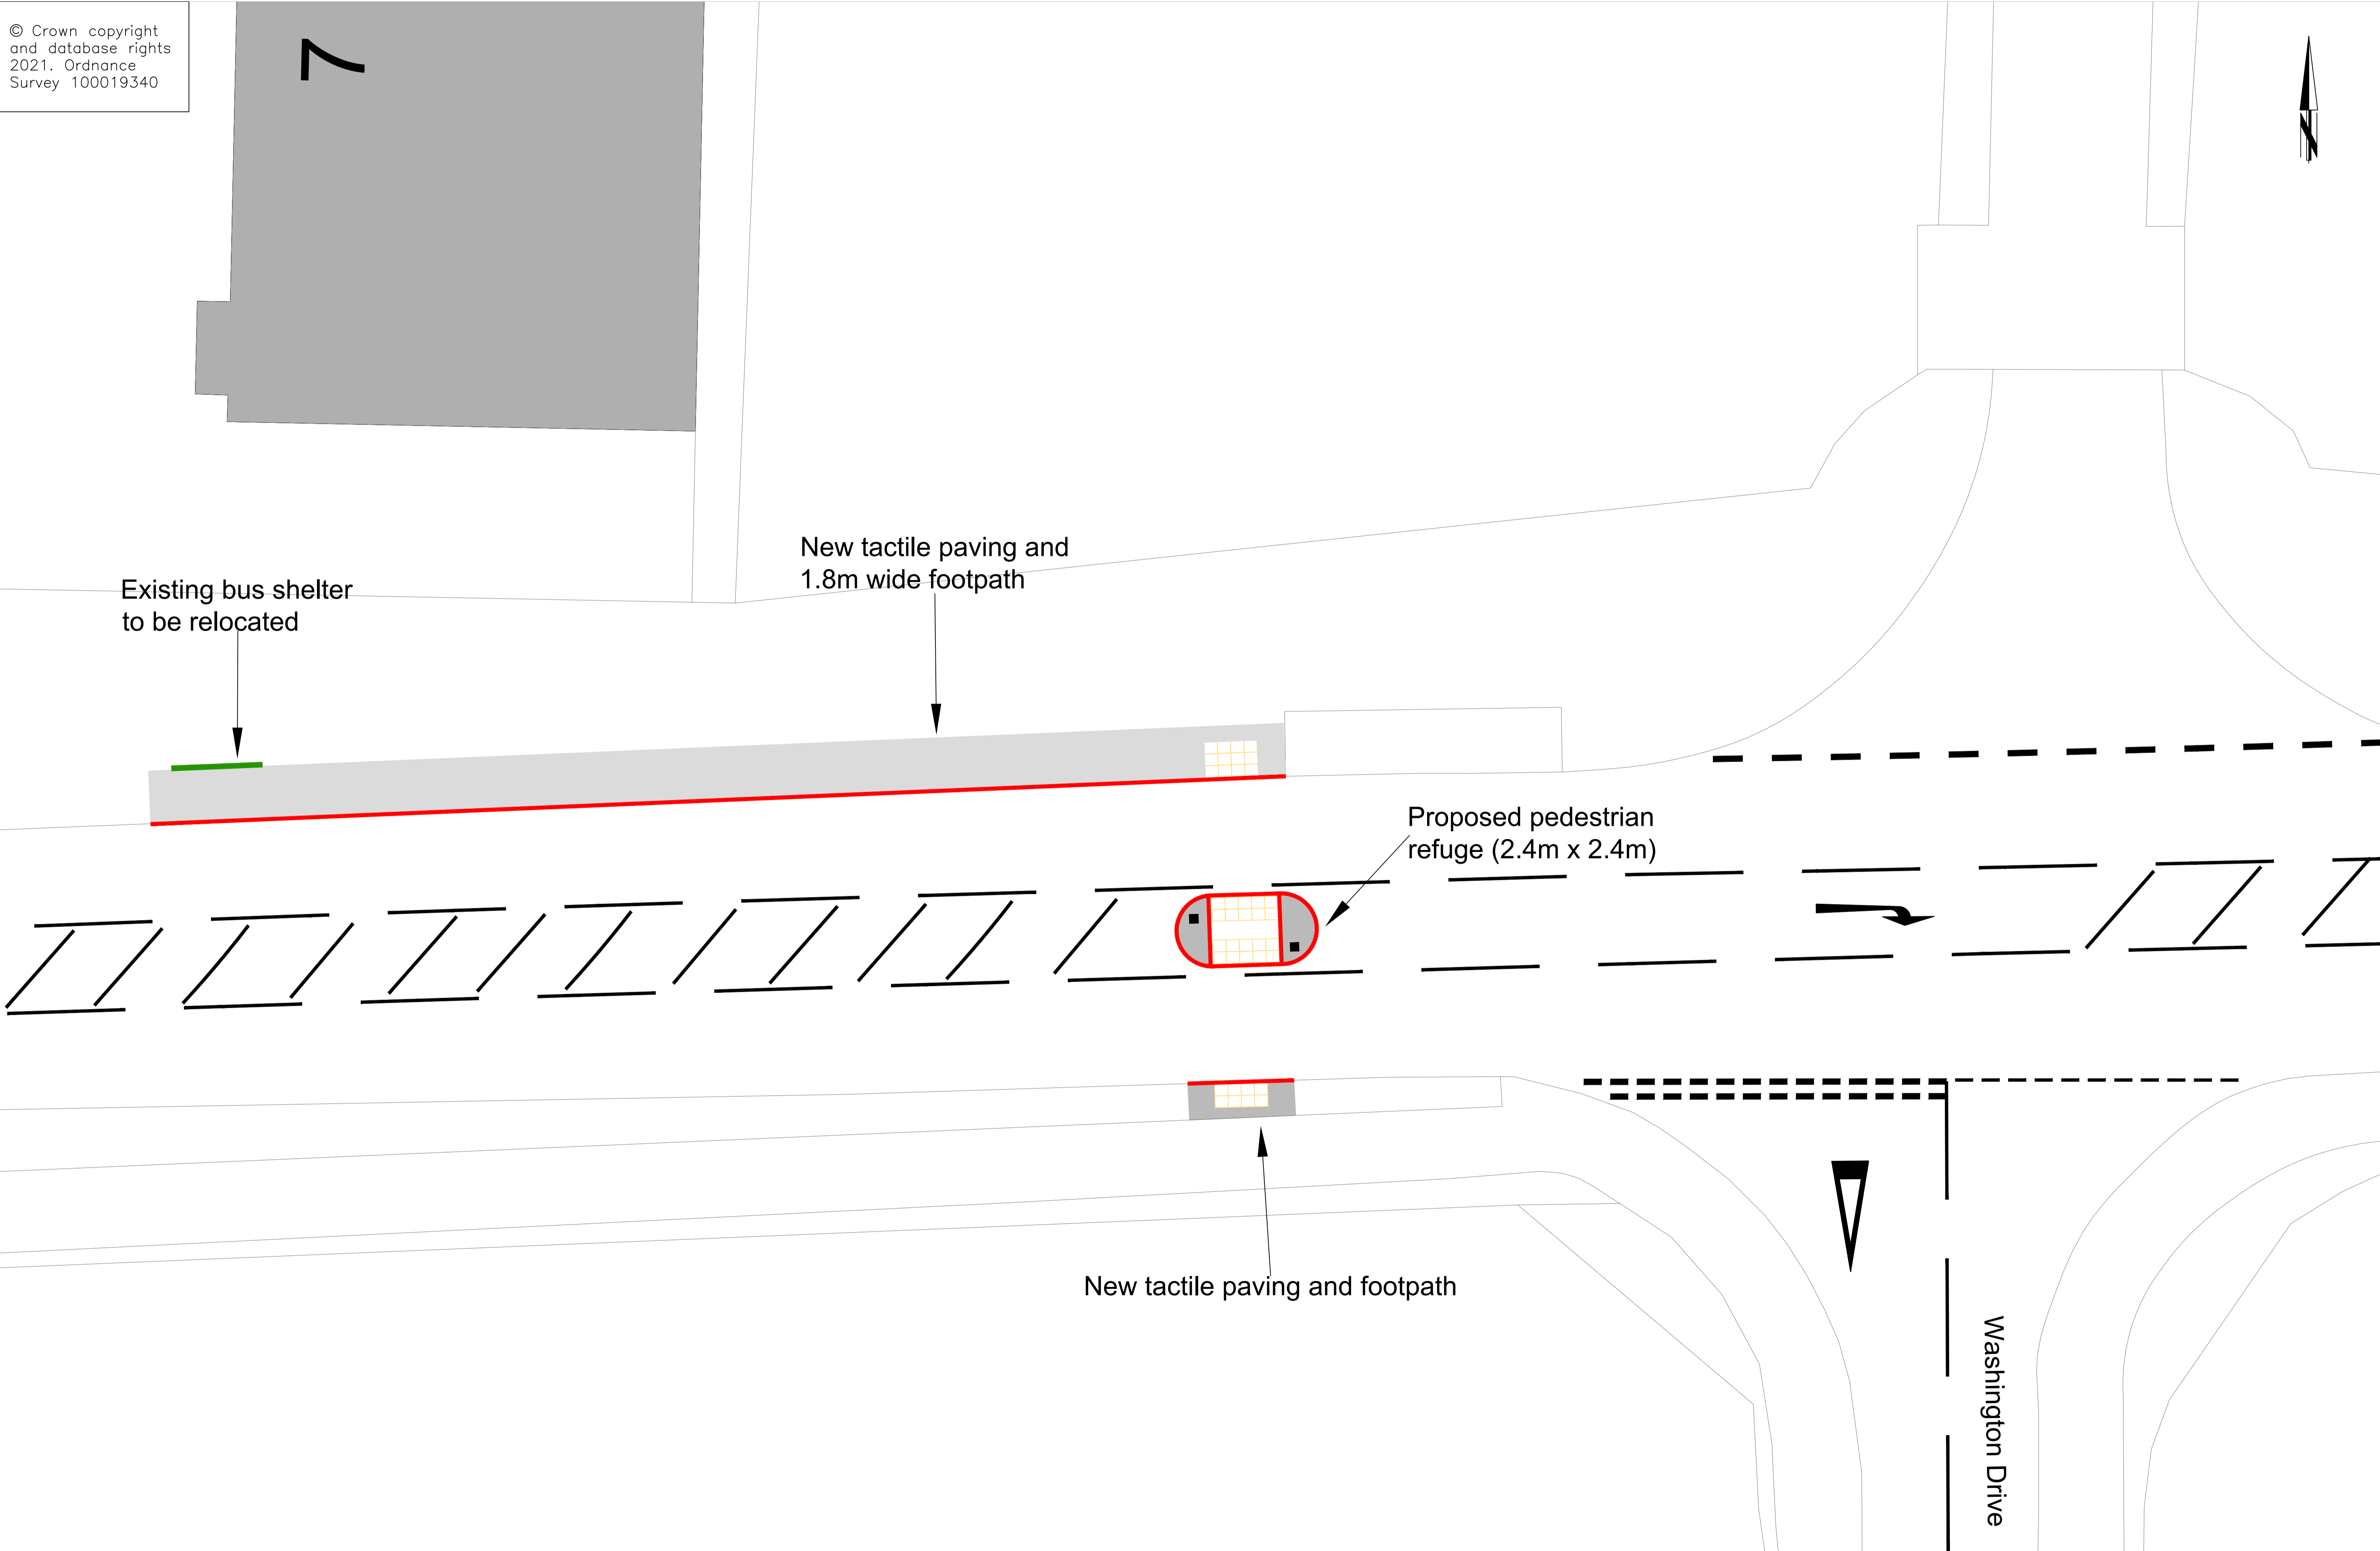 © Crown copyright
and database rights
2021. Ordnance
Survey 100019340
7
N
New tactile paving and
1.8m wide footpath
Existing bus shelter
to be relocated
Proposed pedestrian
refuge (2.4m x 2.4m)
New tactile paving and footpath
Washington Drive